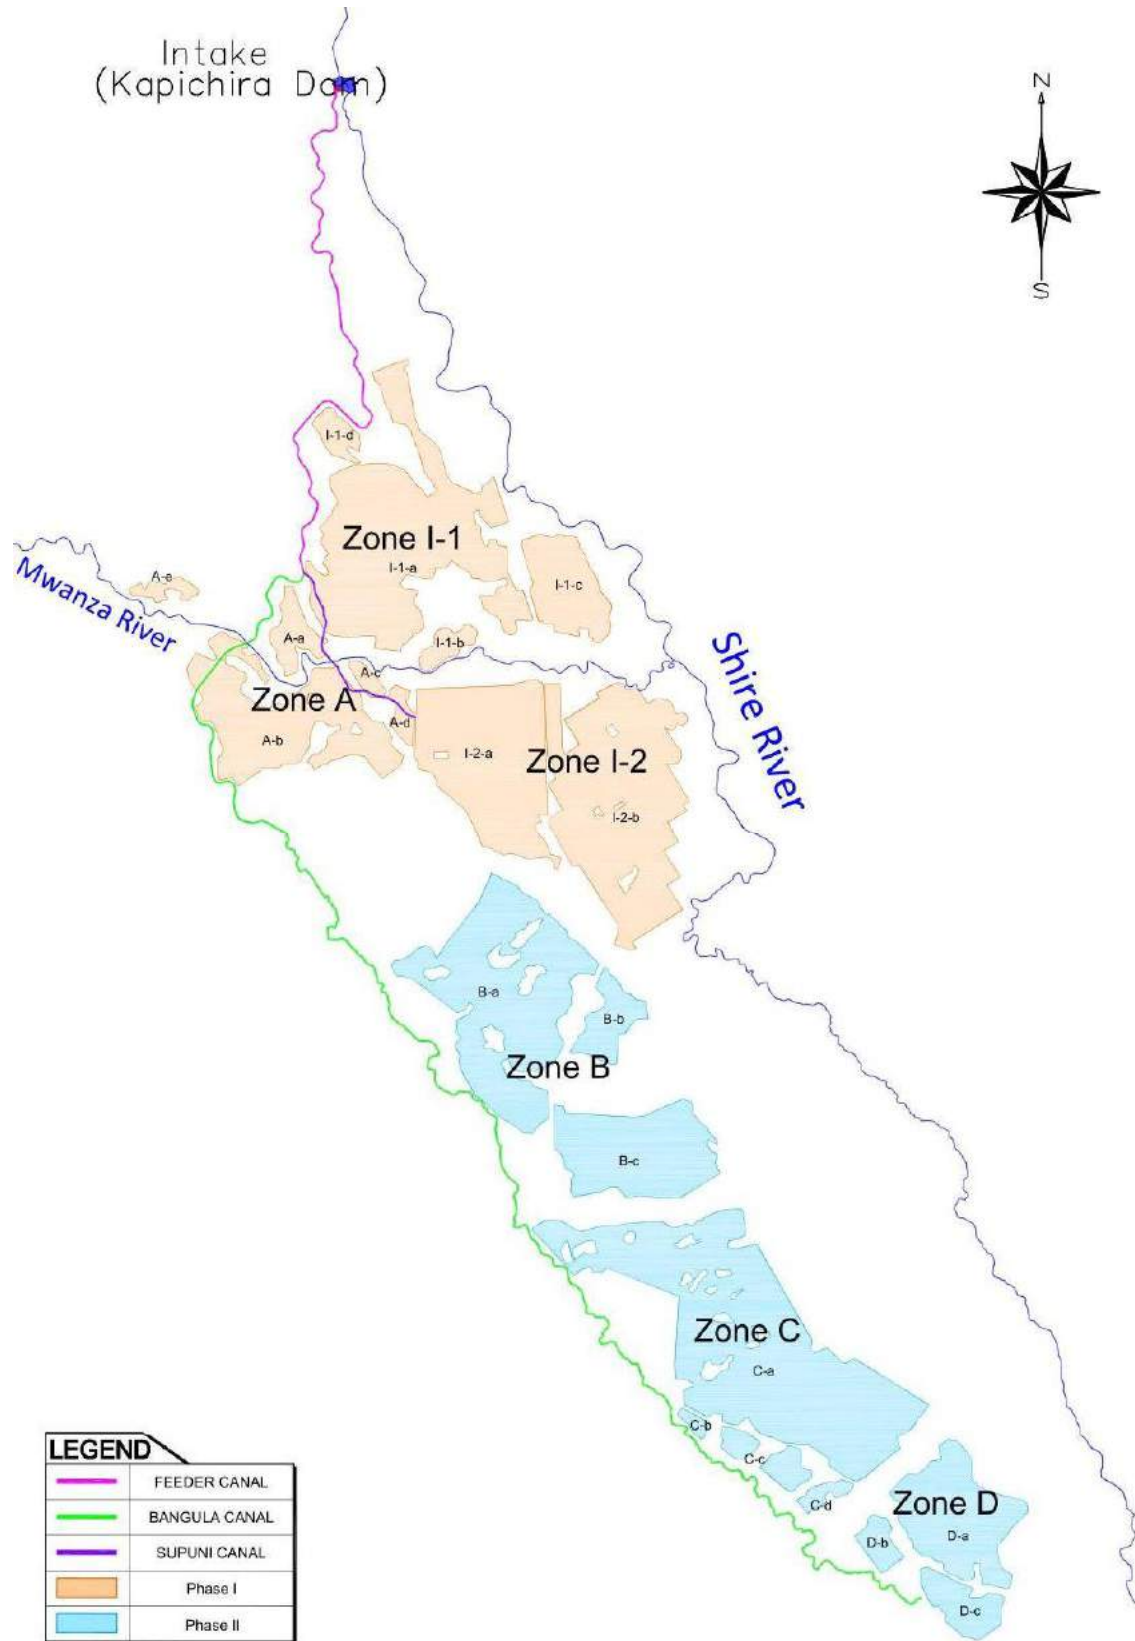 Intake
(Kapichira Dam)
N
S
I-1-d
Zone I-1
I-1-a
I-1-c
A-e
Mwanza River
A-a
I-1-b
Shire River
A-c
Zone A
A-d
A-b
I-2-a
Zone I-2
I-2-b
B-a
B-b
Zone B
B-c
Zone C
C-a
C-b
C-c
C-d
Zone D
D-a
D-b
D-c
LEGEND
FEEDER CANAL
BANGULA CANAL
SUPUNI CANAL
Phase I
Phase II